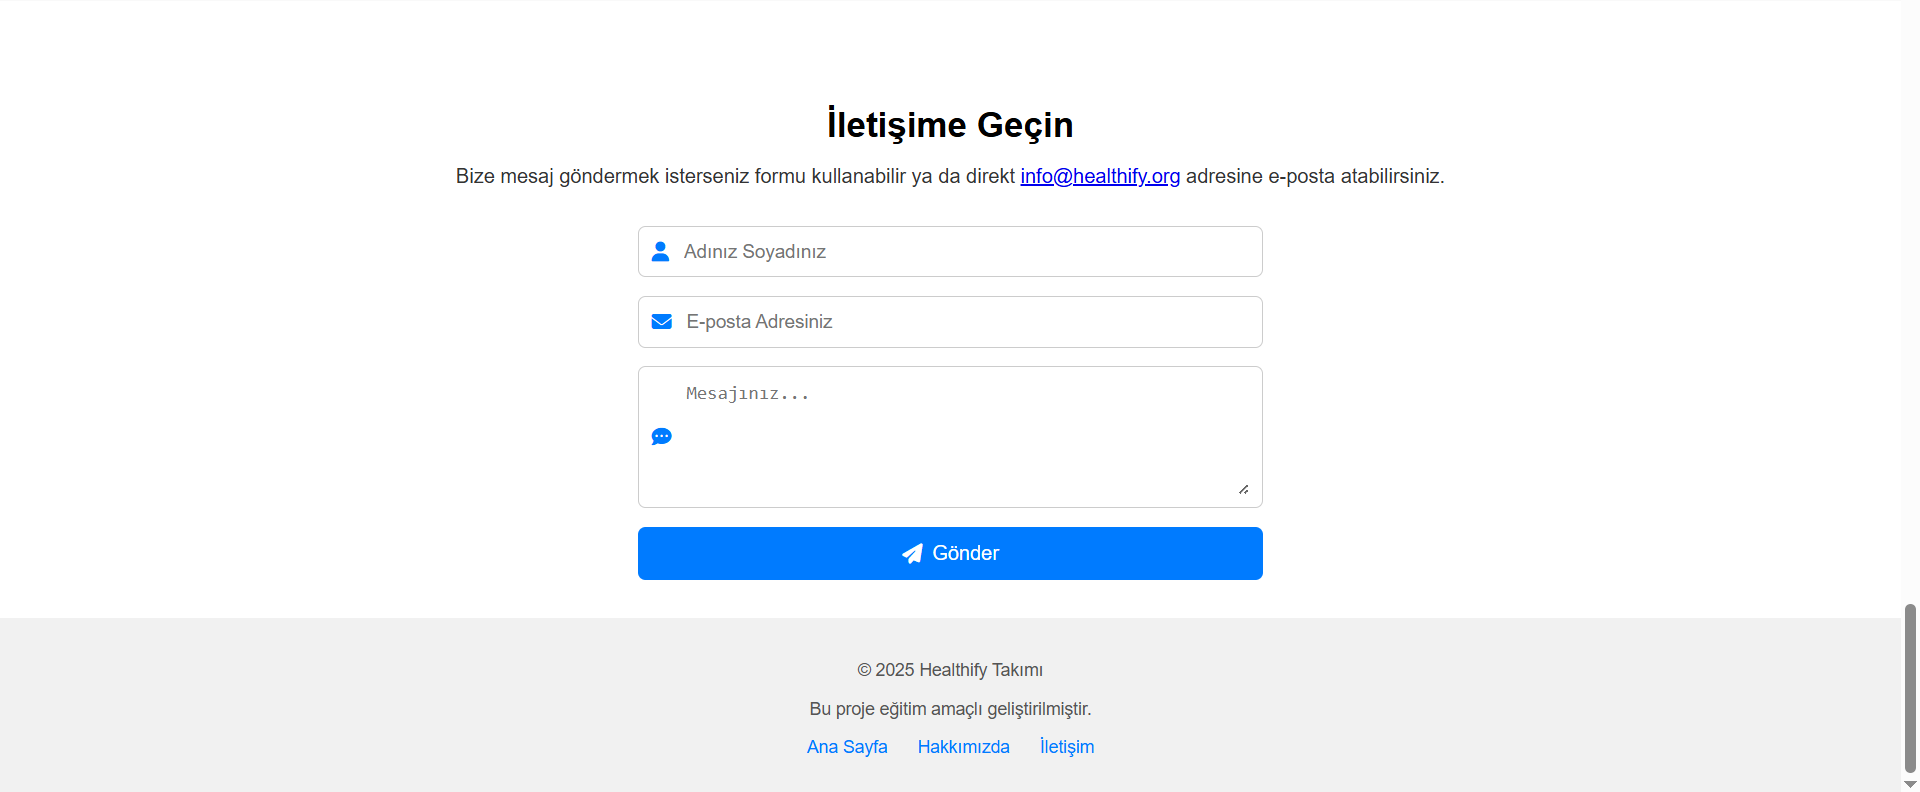 İletişime Geçin
Bize mesaj göndermek isterseniz formu kullanabilir ya da direkt info@healthify.org adresine e-posta atabilirsiniz.
Adınız Soyadınız
E-posta Adresiniz
Mesajınız...
Gönder
© 2025 Healthify Takımı
Bu proje eğitim amaçlı geliştirilmiştir.
Ana Sayfa Hakkımızda İletişim